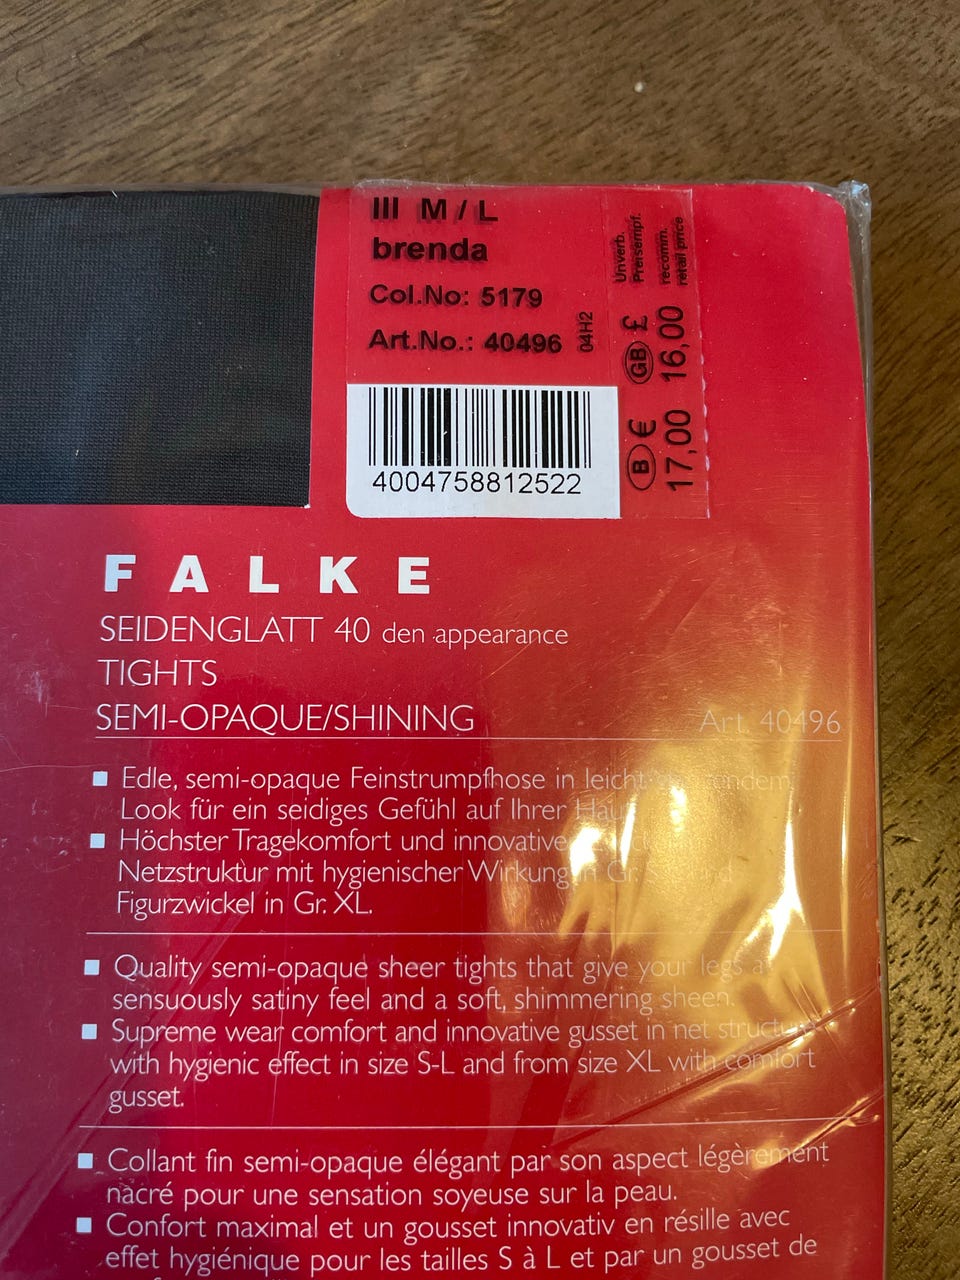 III M / L
brenda
Col.No: 5179
Art.No.: 40496
04H2
Unverb.
Preisempf.
recomm.
retail price
GB £
16,00
B €
17,00
4004758812522
FALKE
SEIDENGLATT 40 den appearance
TIGHTS
SEMI-OPAQUE/SHINING
Art. 40496
Edle, semi-opaque Feinstrumpfhose in leicht
Look für ein seidiges Gefühl auf Ihrer
Höchster Tragekomfort und innovative
Netzstruktur mit hygienischer Wirkung Gr.
Figurzwickel in Gr. XL.
Quality semi-opaque sheer tights that give your legs a
sensuously satiny feel and a soft, shimmering sheen.
Supreme wear comfort and innovative gusset in net structure
with hygienic effect in size S-L and from size XL with comfort
gusset.
Collant fin semi-opaque élégant par son aspect légèrement
nacré pour une sensation soyeuse sur la peau.
Confort maximal et un gousset innovativ en résille avec
effet hygiénique pour les tailles S à L et par un gousset de